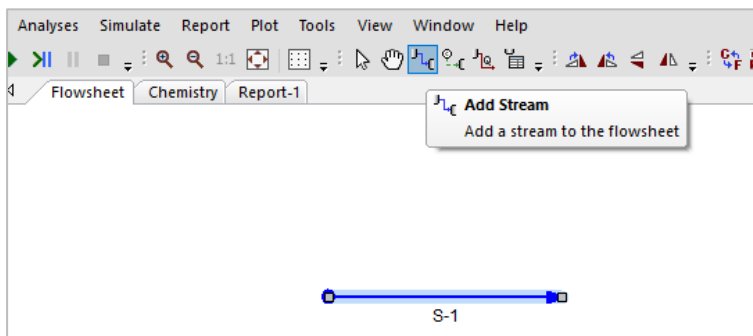 Analyses Simulate Report Plot Tools View Window Help
1:1
Flowsheet Chemistry Report-1
Add Stream
Add a stream to the flowsheet
S-1